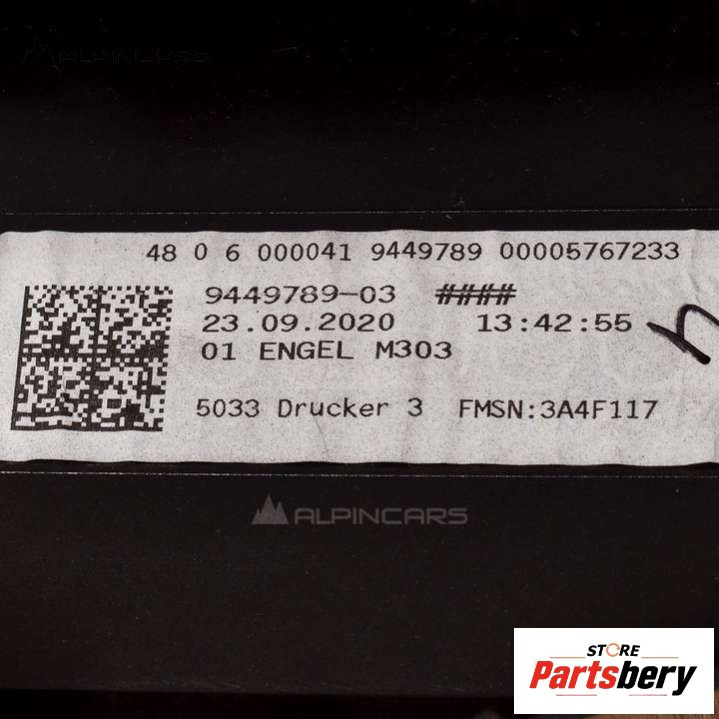 ALPINCARS
48 0 6 000041 9449789 00005767233
9449789-03 ####
23.09.2020 13:42:55
01 ENGEL M303
5033 Drucker 3 FMSN:3A4F117
ALPINCARS
STORE
Partsbery